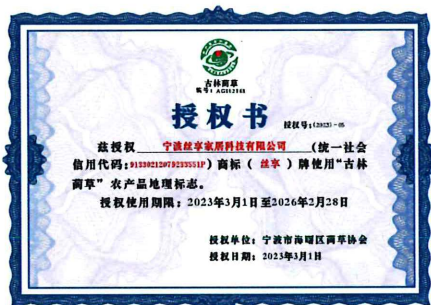 古林蔺草
编号: AGI02163
授权书
授权号:(2023)-05
兹授权 宁波丝享家居科技有限公司 (统一社会
信用代码:91330212079233551P)商标( 丝享 )牌使用“古林
蔺草”农产品地理标志。
授权使用期限:2023年3月1日至2026年2月28日
授权单位:宁波市海曙区蔺草协会
授权日期:2023年3月1日